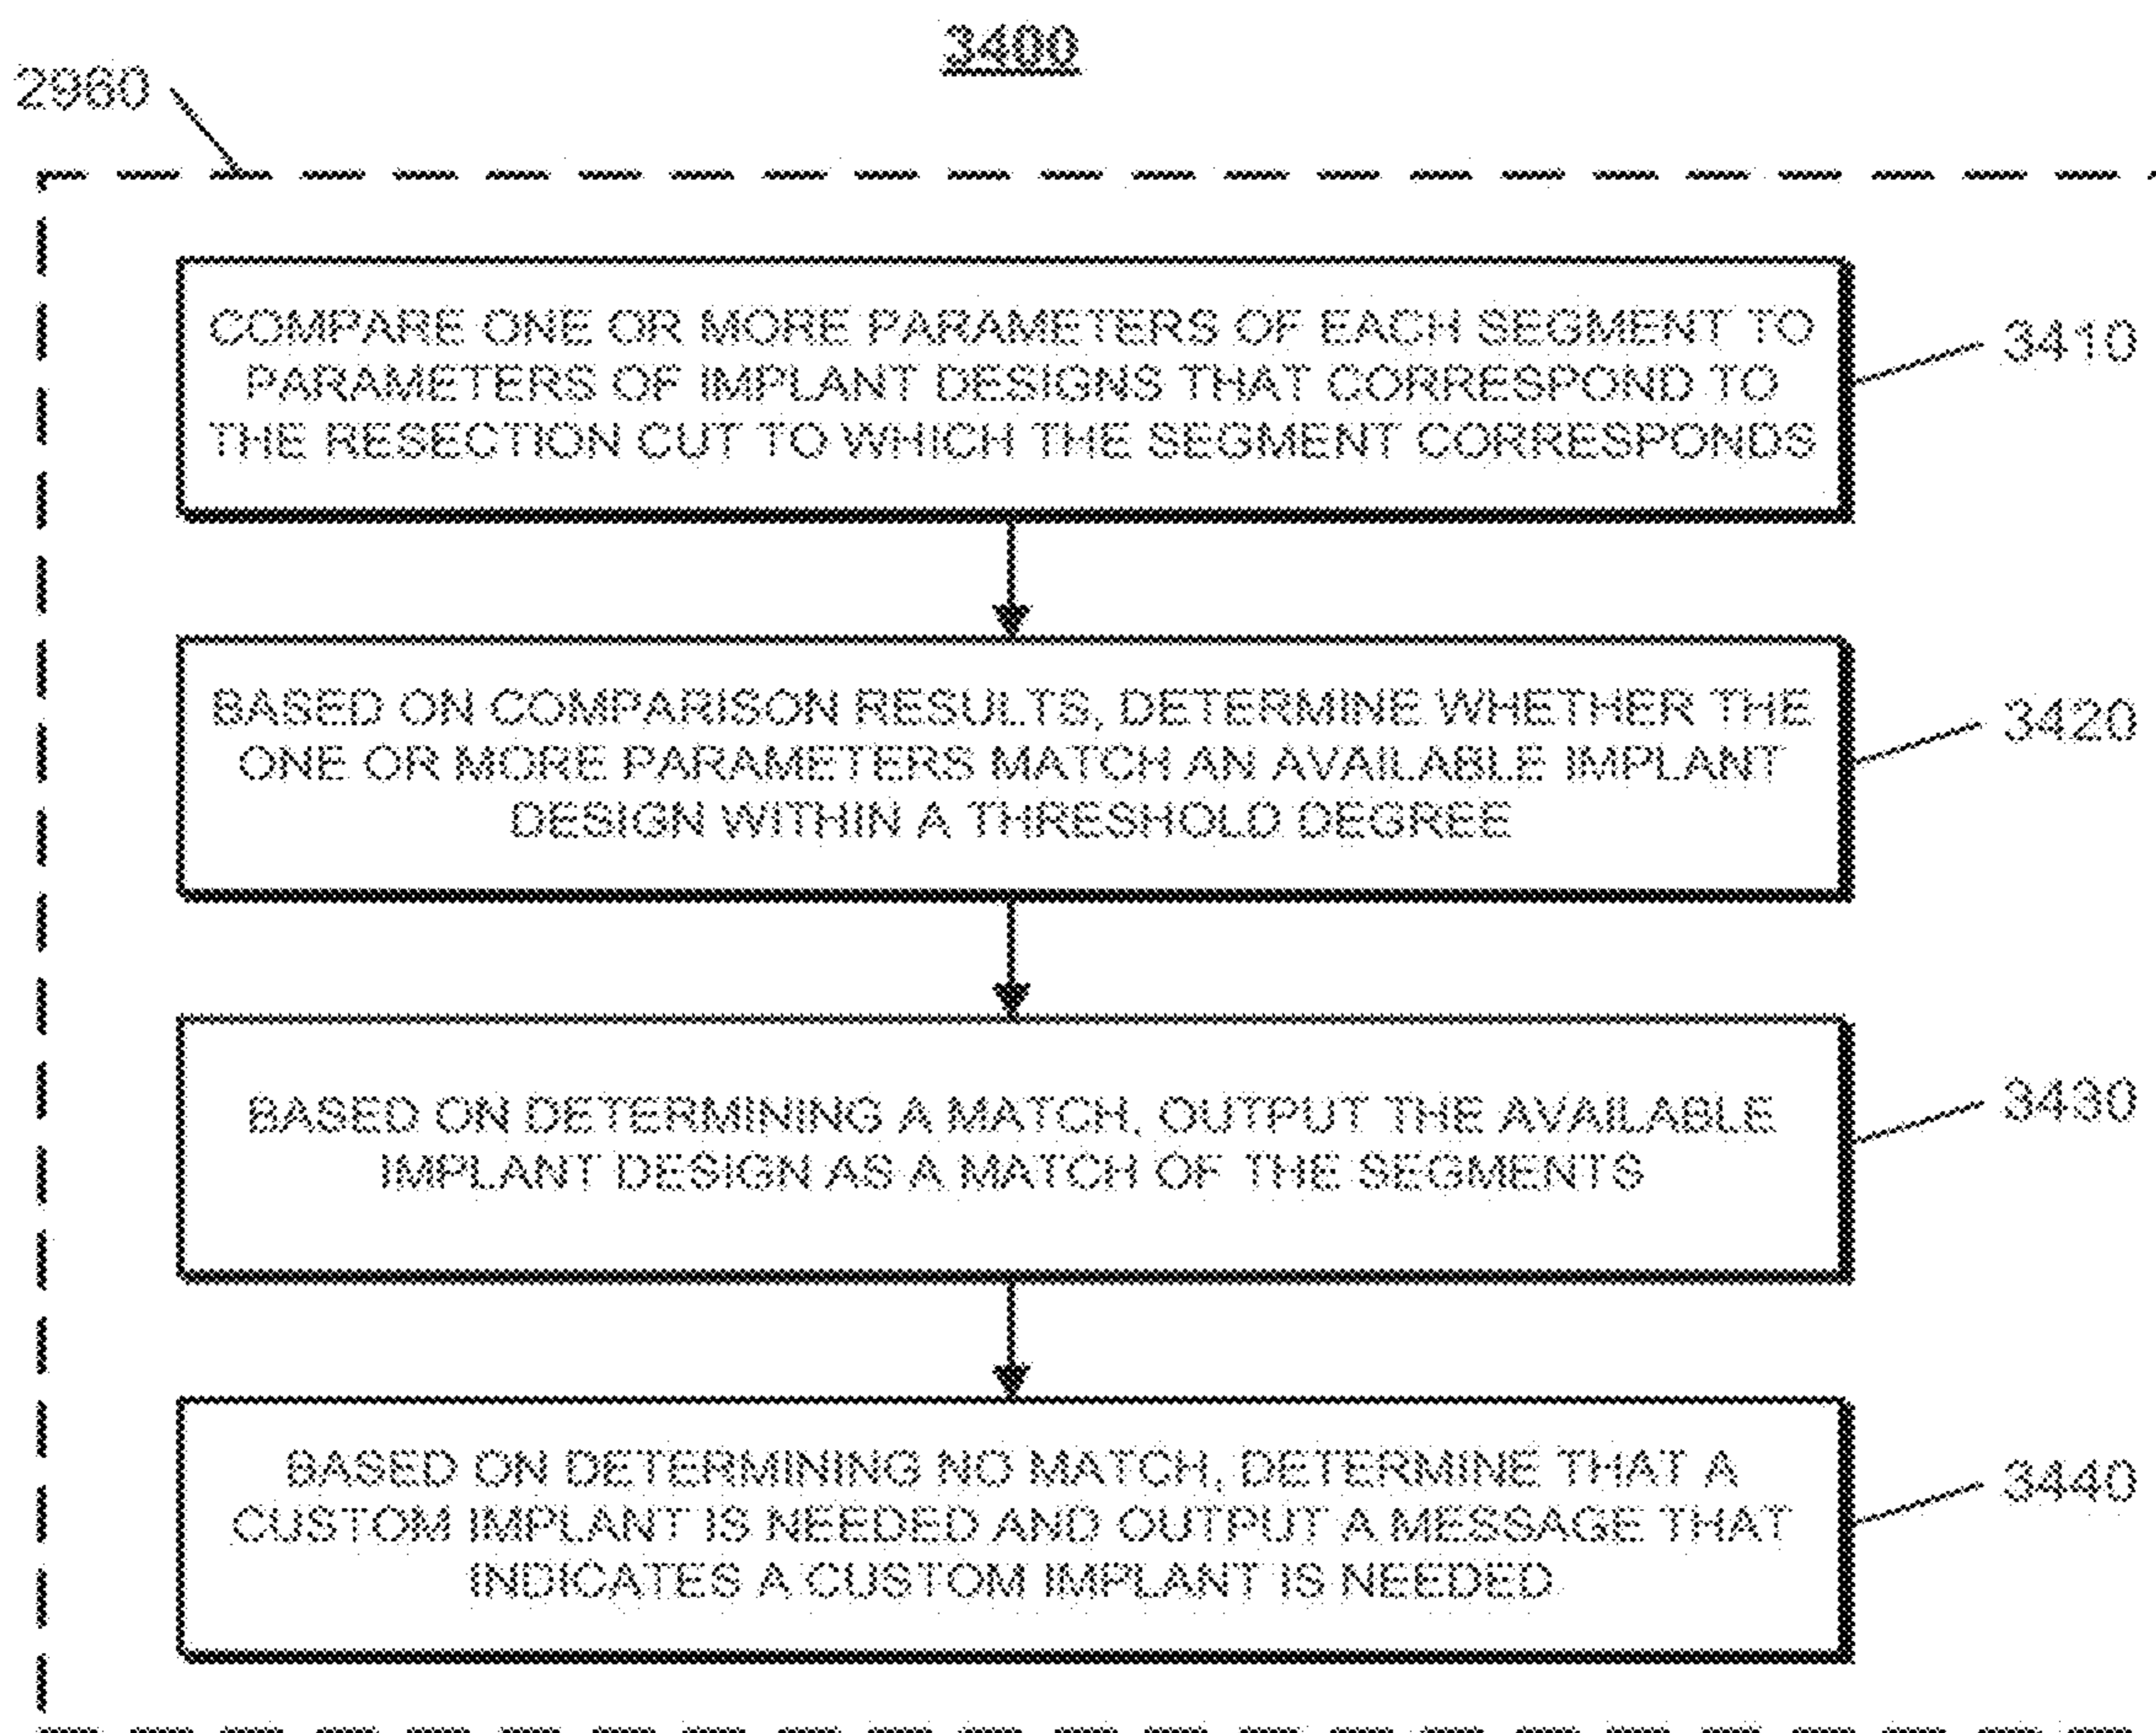 3400
2960
COMPARE ONE OR MORE PARAMETERS OF EACH SEGMENT TO
PARAMETERS OF IMPLANT DESIGNS THAT CORRESPOND TO
THE RESECTION CUT TO WHICH THE SEGMENT CORRESPONDS
3410
BASED ON COMPARISON RESULTS, DETERMINE WHETHER THE
ONE OR MORE PARAMETERS MATCH AN AVAILABLE IMPLANT
DESIGN WITHIN A THRESHOLD DEGREE
3420
BASED ON DETERMINING A MATCH, OUTPUT THE AVAILABLE
IMPLANT DESIGN AS A MATCH OF THE SEGMENTS
3430
BASED ON DETERMINING NO MATCH, DETERMINE THAT A
CUSTOM IMPLANT IS NEEDED AND OUTPUT A MESSAGE THAT
INDICATES A CUSTOM IMPLANT IS NEEDED
3440